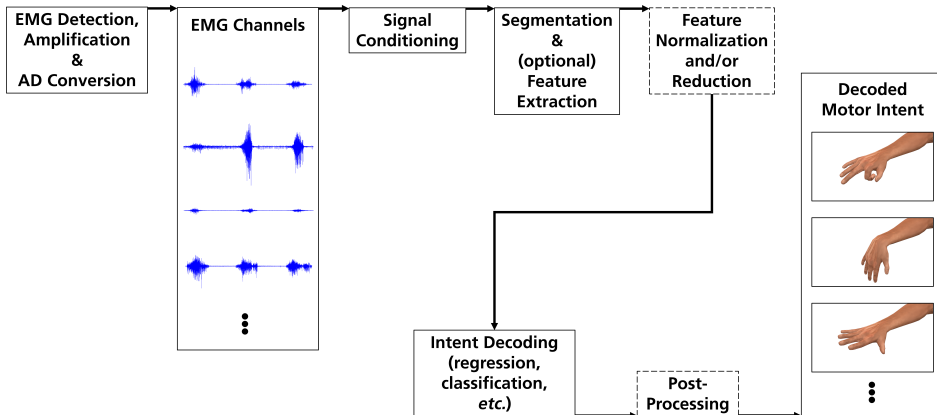 EMG Detection,
Amplification
&
AD Conversion
EMG Channels
Signal
Conditioning
Segmentation
&
(optional)
Feature
Extraction
Feature
Normalization
and/or
Reduction
Intent Decoding
(regression,
classification,
etc.)
Post-
Processing
Decoded
Motor Intent